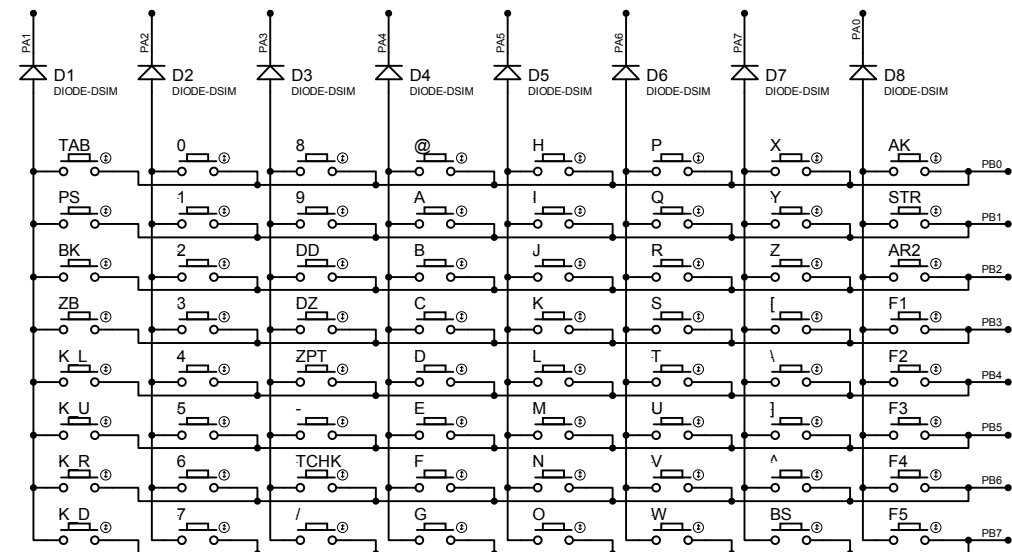 PA1 PA2 PA3 PA4 PA5 PA6 PA7 PA0
D1 D2 D3 D4 D5 D6 D7 D8
DIODE-DSIM DIODE-DSIM DIODE-DSIM DIODE-DSIM DIODE-DSIM DIODE-DSIM DIODE-DSIM DIODE-DSIM
TAB 0 8 @ H P X AK PB0
PS 1 9 A I Q Y STR PB1
BK 2 DD B J R Z AR2 PB2
ZB 3 DZ C K S [ F1 PB3
K_L 4 ZPT D L T \ F2 PB4
K_U 5 - E M U ] F3 PB5
K_R 6 TCHK F N V ^ F4 PB6
K_D 7 / G O W BS F5 PB7